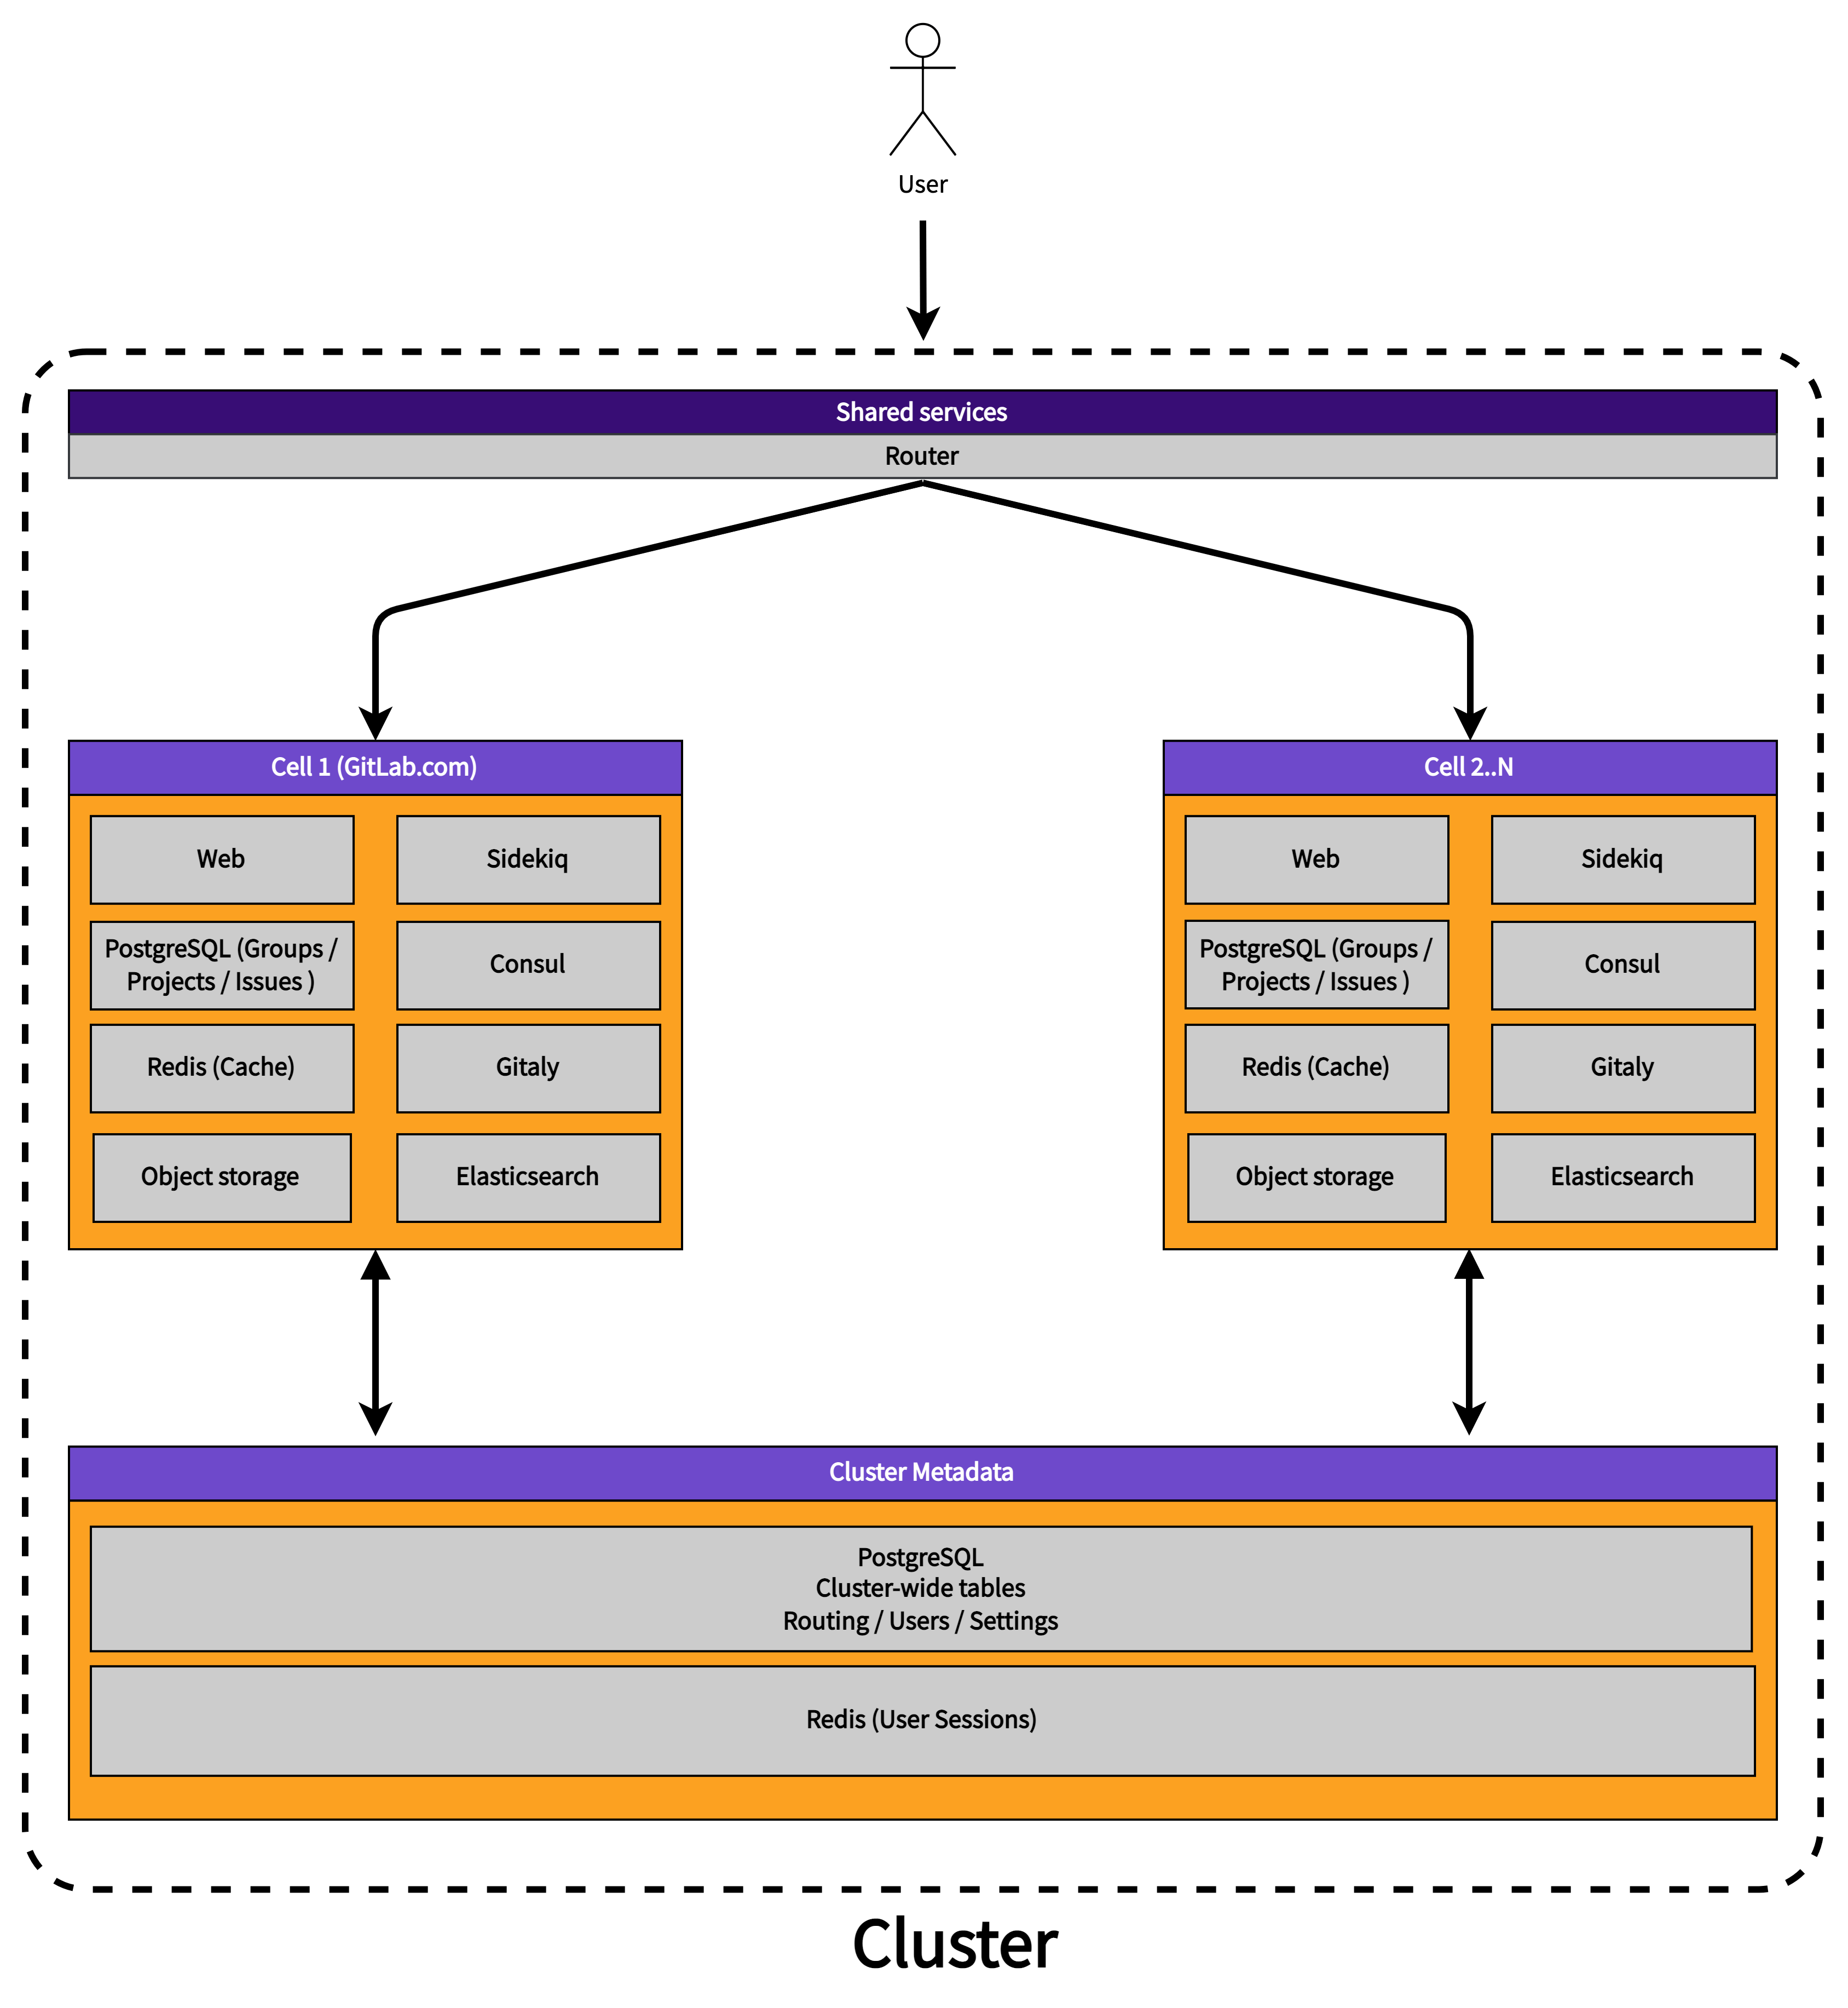 User
Shared services
Router
Cell 1 (GitLab.com)
Web
Sidekiq
PostgreSQL (Groups /
Projects / Issues )
Consul
Redis (Cache)
Gitaly
Object storage
Elasticsearch
Cell 2..N
Web
Sidekiq
PostgreSQL (Groups /
Projects / Issues )
Consul
Redis (Cache)
Gitaly
Object storage
Elasticsearch
Cluster Metadata
PostgreSQL
Cluster-wide tables
Routing / Users / Settings
Redis (User Sessions)
Cluster